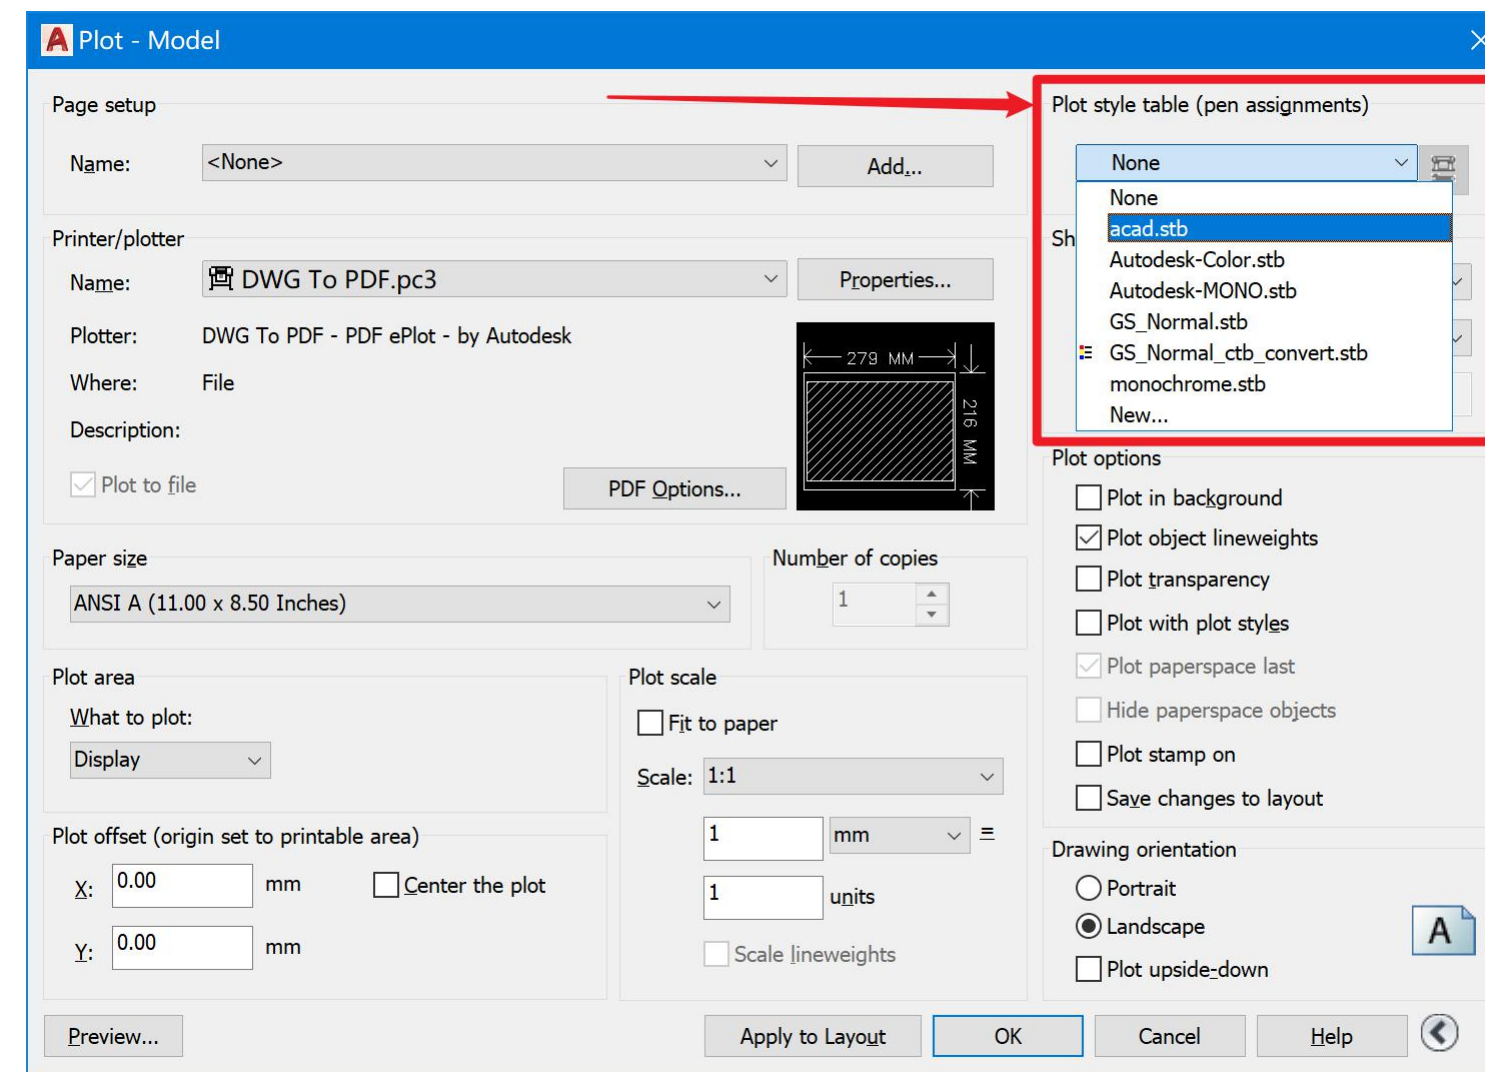 Plot - Model
Page setup
Name:
<None>
Add...
Plot style table (pen assignments)
None
None
acad.stb
Autodesk-Color.stb
Autodesk-MONO.stb
GS_Normal.stb
GS_Normal_ctb_convert.stb
monochrome.stb
New...
Sh
Printer/plotter
Name:
DWG To PDF.pc3
Properties...
Plotter:
DWG To PDF - PDF ePlot - by Autodesk
Where:
File
Description:
Plot to file
PDF Options...
279 MM
216 MM
Paper size
ANSI A (11.00 x 8.50 Inches)
Number of copies
1
Plot options
Plot in background
Plot object lineweights
Plot transparency
Plot with plot styles
Plot paperspace last
Hide paperspace objects
Plot stamp on
Save changes to layout
Plot area
What to plot:
Display
Plot scale
Fit to paper
Scale:
1:1
1
mm
=
1
units
Scale lineweights
Plot offset (origin set to printable area)
X:
0.00
mm
Center the plot
Y:
0.00
mm
Drawing orientation
Portrait
Landscape
Plot upside-down
A
Preview...
Apply to Layout
OK
Cancel
Help